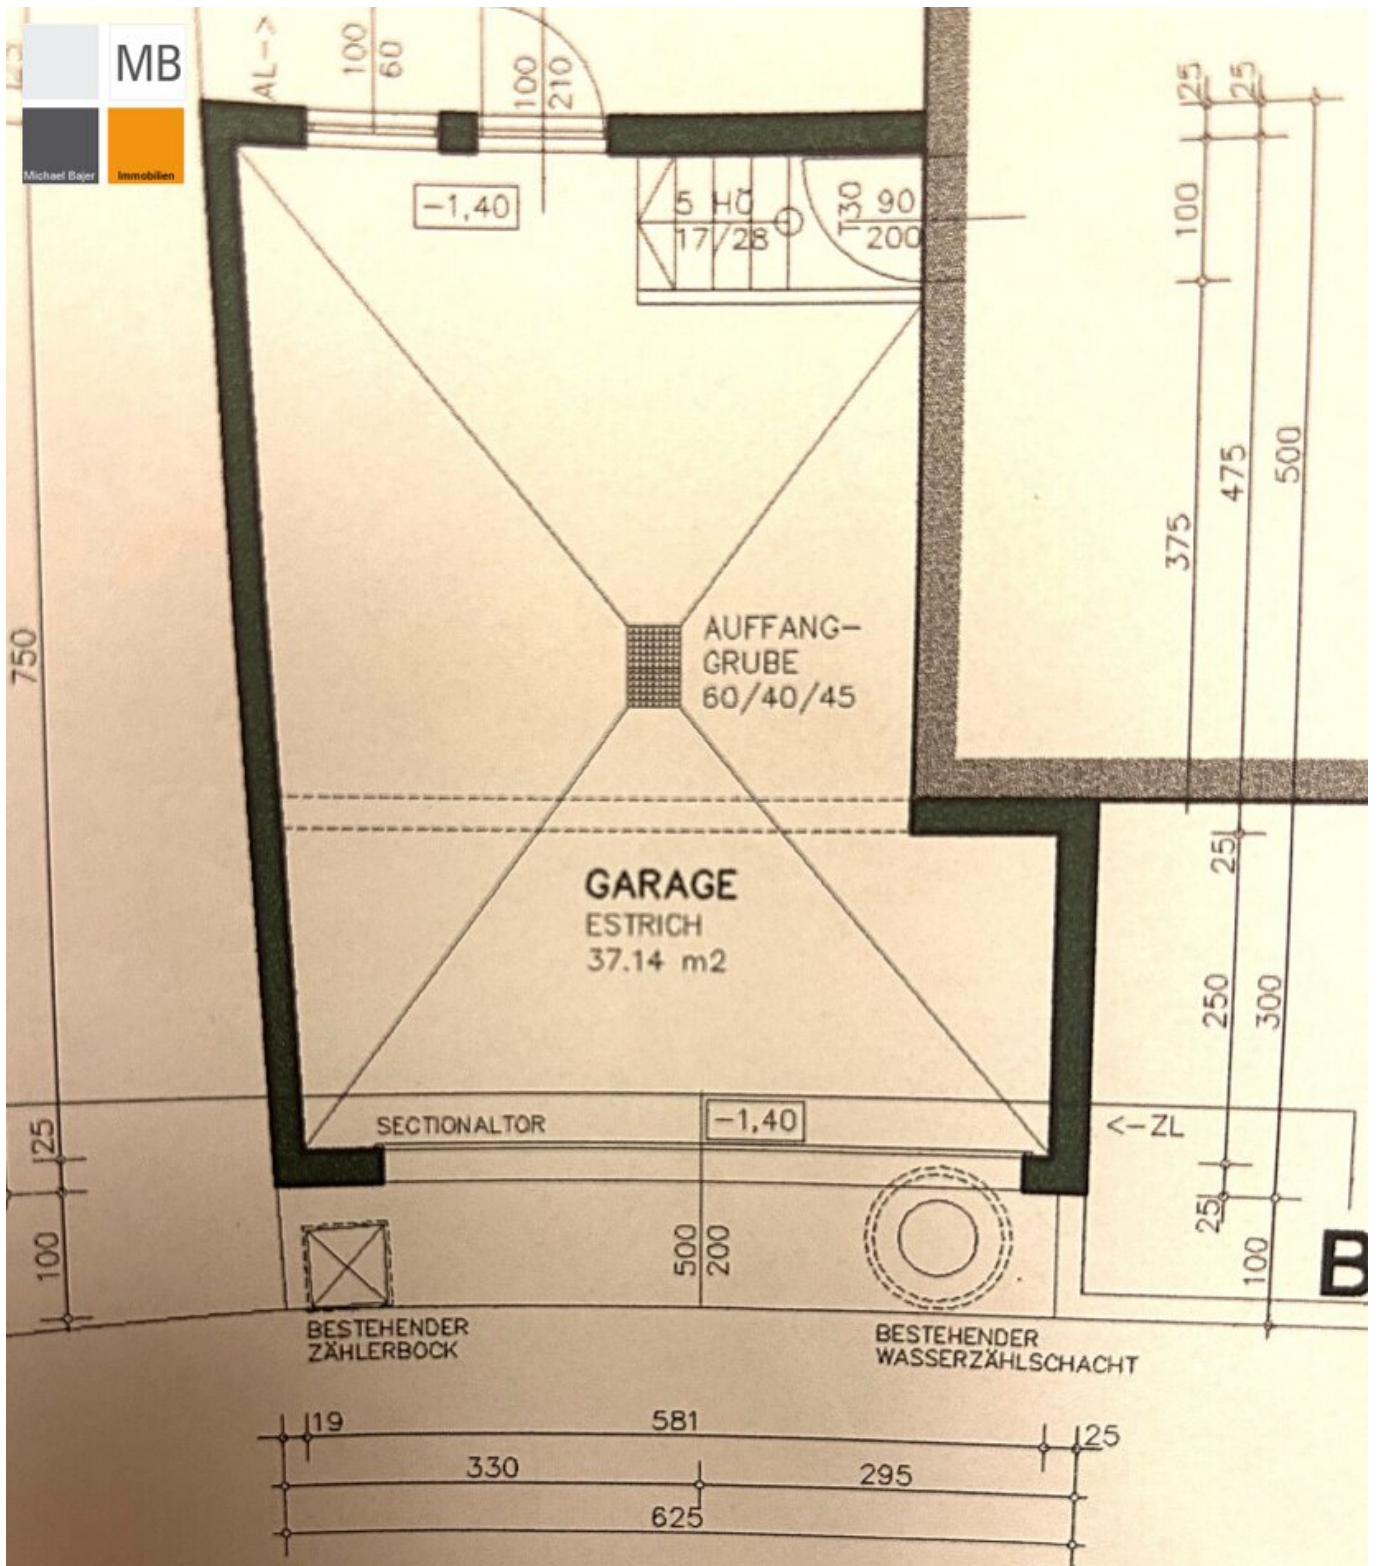 MB
Michael Bajer
Immobilien
AL->
100
60
100
210
-1,40
5 HÖ
17/28
T30
90
200
25
25
100
475
500
375
750
AUFFANG-
GRUBE
60/40/45
GARAGE
ESTRICH
37.14 m2
25
250
300
SECTIONALTOR
-1,40
<-ZL
25
25
100
500
200
100
B
BESTEHENDER
ZÄHLERBOCK
BESTEHENDER
WASSERZÄHLSCHACHT
19
581
25
330
295
625